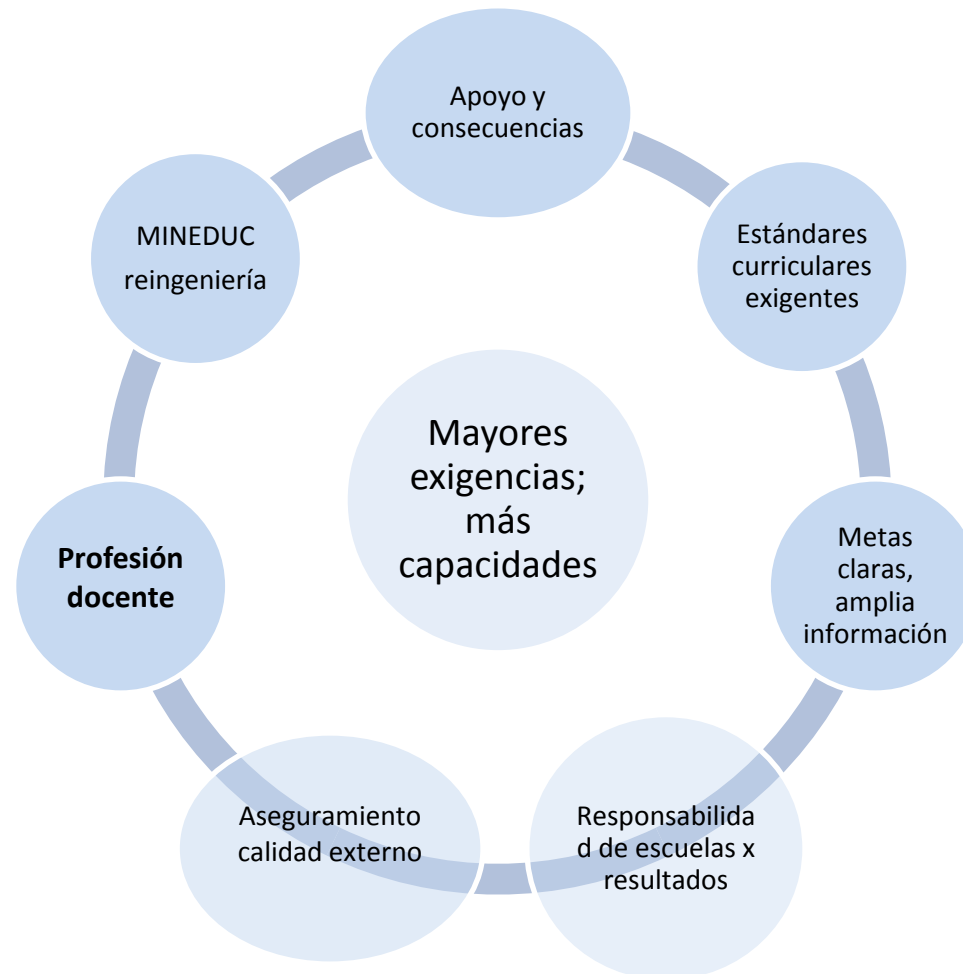 Apoyo y
consecuencias
Estándares
curriculares
exigentes
Metas
claras,
amplia
información
Responsabilida
d de escuelas x
resultados
Aseguramiento
calidad externo
Profesión
docente
MINEDUC
reingeniería
Mayores
exigencias;
más
capacidades